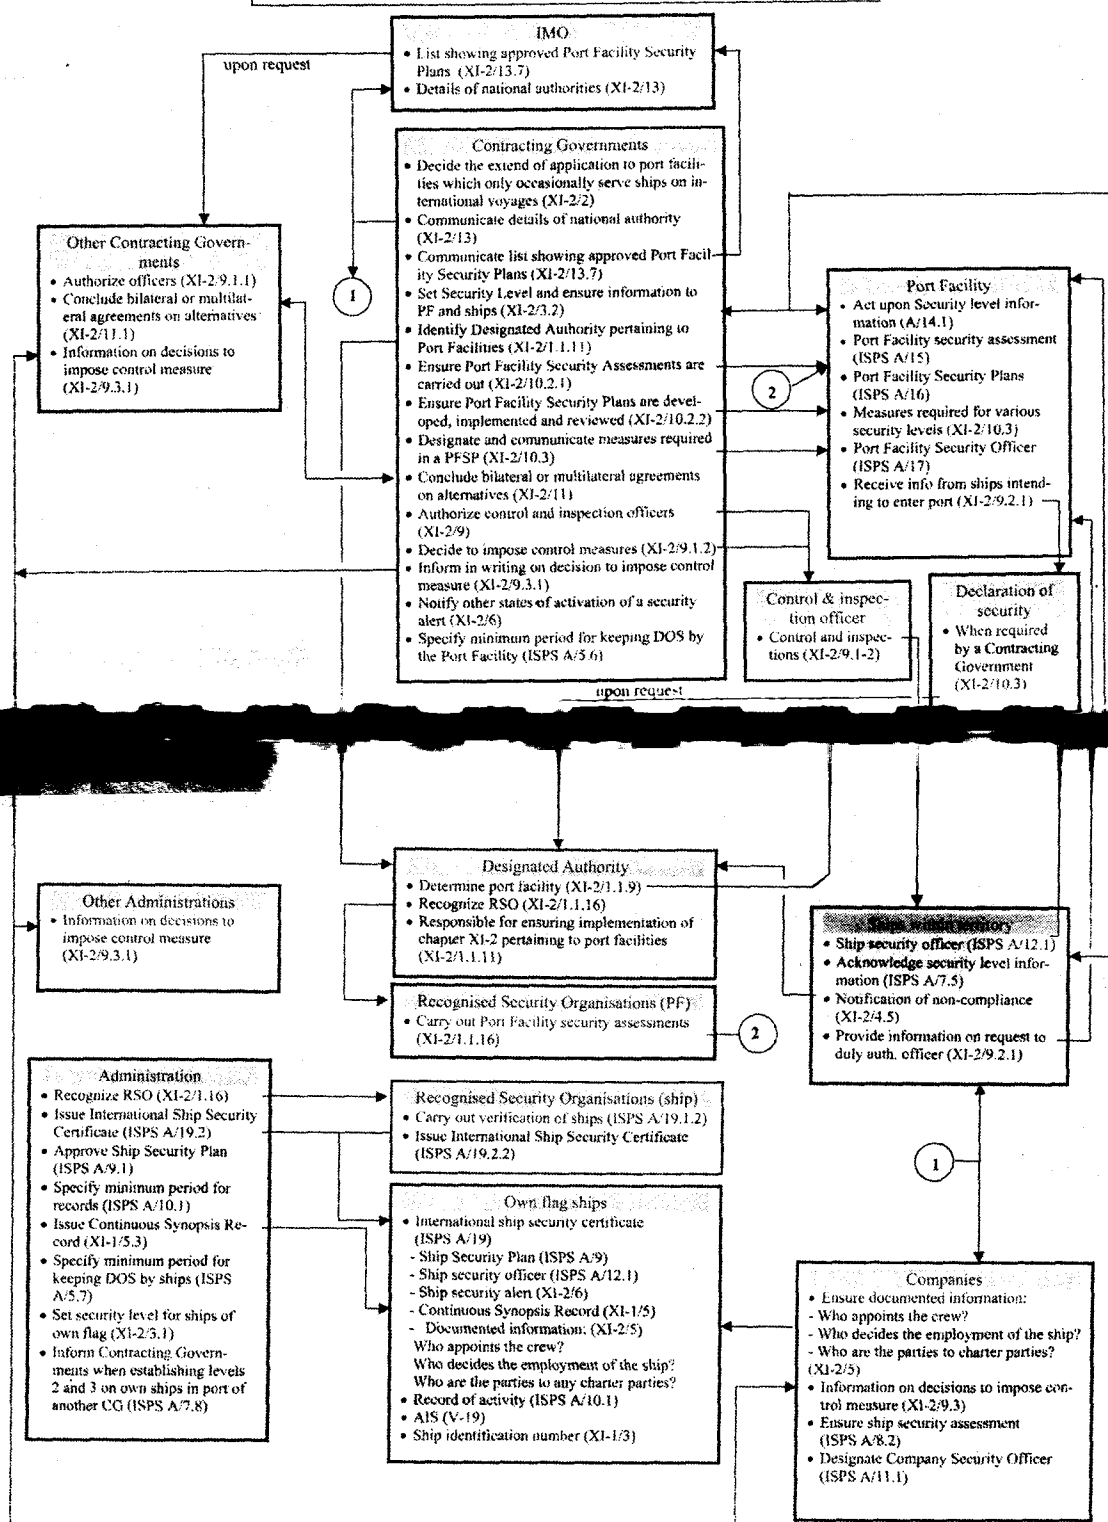 IMO
• List showing approved Port Facility Security
Plans (XI-2/13.7)
• Details of national authorities (XI-2/13)
upon request
Contracting Governments
• Decide the extend of application to port facili-
ties which only occasionally serve ships on in-
ternational voyages (XI-2/2)
• Communicate details of national authority
(XI-2/13)
• Communicate list showing approved Port Facil-
ity Security Plans (XI-2/13.7)
• Set Security Level and ensure information to
PF and ships (XI-2/3.2)
• Identify Designated Authority pertaining to
Port Facilities (XI-2/1.1.11)
• Ensure Port Facility Security Assessments are
carried out (XI-2/10.2.1)
• Ensure Port Facility Security Plans are devel-
oped, implemented and reviewed (XI-2/10.2.2)
• Designate and communicate measures required
in a PFSP (XI-2/10.3)
• Conclude bilateral or multilateral agreements
on alternatives (XI-2/11)
• Authorize control and inspection officers
(XI-2/9)
• Decide to impose control measures (XI-2/9.1.2)
• Inform in writing on decision to impose control
measure (XI-2/9.3.1)
• Notify other states of activation of a security
alert (XI-2/6)
• Specify minimum period for keeping DOS by
the Port Facility (ISPS A/5.6)
Other Contracting Govern-
ments
• Authorize officers (XI-2/9.1.1)
• Conclude bilateral or multilat-
eral agreements on alternatives
(XI-2/11.1)
• Information on decisions to
impose control measure
(XI-2/9.3.1)
1
Port Facility
• Act upon Security level infor-
mation (A/14.1)
• Port Facility security assessment
(ISPS A/15)
• Port Facility Security Plans
(ISPS A/16)
• Measures required for various
security levels (XI-2/10.3)
• Port Facility Security Officer
(ISPS A/17)
• Receive info from ships intend-
ing to enter port (XI-2/9.2.1)
2
Control & inspec-
tion officer
• Control and inspec-
tions (XI-2/9.1-2)
Declaration of
security
• When required
by a Contracting
Government
(XI-2/10.3)
upon request
Designated Authority
• Determine port facility (XI-2/1.1.9)
• Recognize RSO (XI-2/1.1.16)
• Responsible for ensuring implementation of
chapter XI-2 pertaining to port facilities
(XI-2/1.1.11)
Other Administrations
• Information on decisions to
impose control measure
(XI-2/9.3.1)
Ships within territory
• Ship security officer (ISPS A/12.1)
• Acknowledge security level infor-
mation (ISPS A/7.5)
• Notification of non-compliance
(XI-2/4.5)
• Provide information on request to
duly auth. officer (XI-2/9.2.1)
Recognised Security Organisations (PF)
• Carry out Port Facility security assessments
(XI-2/1.1.16)
2
Administration
• Recognize RSO (XI-2/1.16)
• Issue International Ship Security
Certificate (ISPS A/19.2)
• Approve Ship Security Plan
(ISPS A/9.1)
• Specify minimum period for
records (ISPS A/10.1)
• Issue Continuous Synopsis Re-
cord (XI-1/5.3)
• Specify minimum period for
keeping DOS by ships (ISPS
A/5.7)
• Set security level for ships of
own flag (XI-2/3.1)
• Inform Contracting Govern-
ments when establishing levels
2 and 3 on own ships in port of
another CG (ISPS A/7.8)
Recognised Security Organisations (ship)
• Carry out verification of ships (ISPS A/19.1.2)
• Issue International Ship Security Certificate
(ISPS A/19.2.2)
1
Own flag ships
• International ship security certificate
(ISPS A/19)
- Ship Security Plan (ISPS A/9)
- Ship security officer (ISPS A/12.1)
- Ship security alert (XI-2/6)
- Continuous Synopsis Record (XI-1/5)
- Documented information: (XI-2/5)
Who appoints the crew?
Who decides the employment of the ship?
Who are the parties to any charter parties?
• Record of activity (ISPS A/10.1)
• AIS (V-19)
• Ship identification number (XI-1/3)
Companies
• Ensure documented information:
- Who appoints the crew?
- Who decides the employment of the ship?
- Who are the parties to charter parties?
(XI-2/5)
• Information on decisions to impose con-
trol measure (XI-2/9.3)
• Ensure ship security assessment
(ISPS A/8.2)
• Designate Company Security Officer
(ISPS A/11.1)